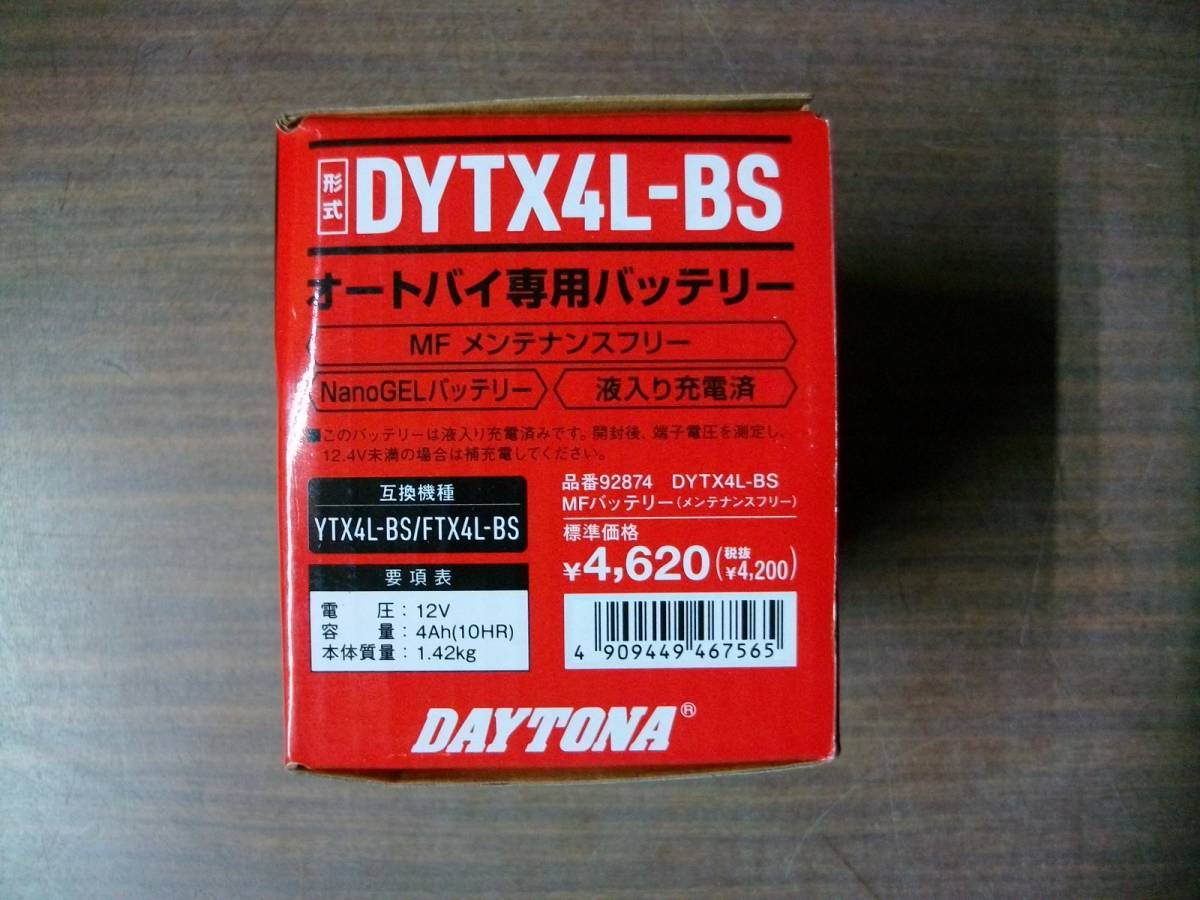 形式 DYTX4L-BS
オートバイ専用バッテリー
MF メンテナンスフリー
NanoGELバッテリー 液入り充電済
■このバッテリーは液入り充電済みです。開封後、端子電圧を測定し、
12.4V未満の場合は補充電してください。
互換機種
YTX4L-BS/FTX4L-BS
要項表
電圧：12V
容量：4Ah(10HR)
本体質量：1.42kg
品番92874 DYTX4L-BS
MFバッテリー(メンテナンスフリー)
標準価格
¥4,620(税抜¥4,200)
4 909449 467565
DAYTONA®